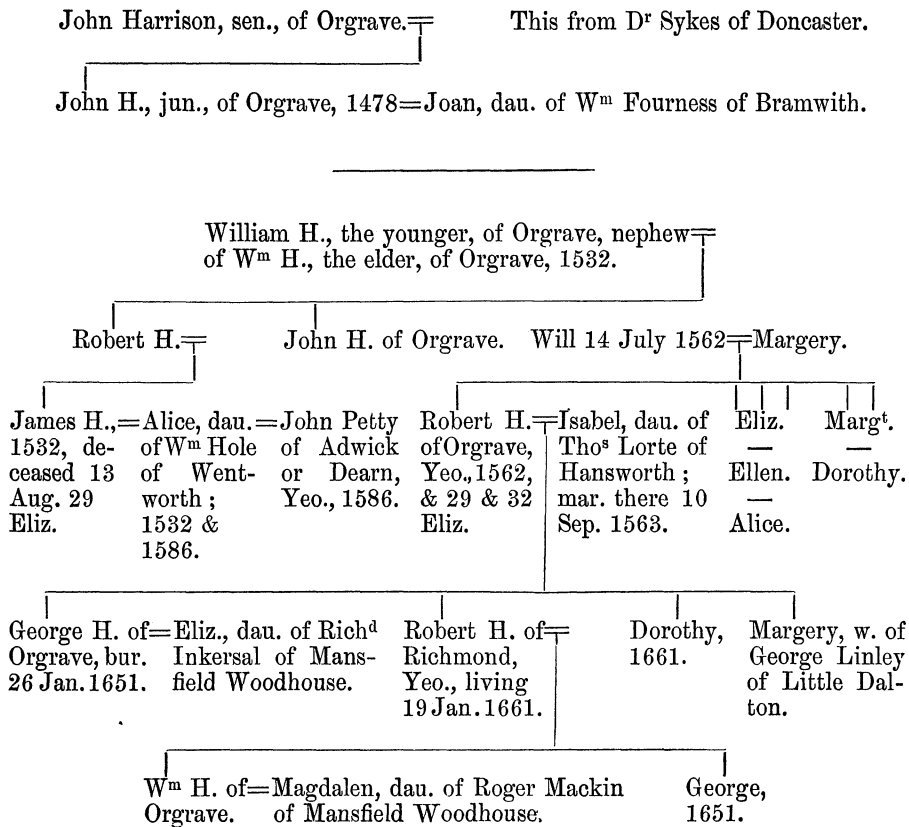 John Harrison, sen., of Orgrave.
This from Dʳ Sykes of Doncaster.
John H., jun., of Orgrave, 1478=Joan, dau. of Wᵐ Fourness of Bramwith.
William H., the younger, of Orgrave, nephew=
of Wᵐ H., the elder, of Orgrave, 1532.
Robert H.=
John H. of Orgrave. Will 14 July 1562=Margery.
James H.,=
1532, de-
ceased 13
Aug. 29
Eliz.
Alice, dau.=
of Wᵐ Hole
of Went-
worth;
1532 &
1586.
John Petty
of Adwick
or Dearn,
Yeo., 1586.
Robert H.=
of Orgrave,
Yeo., 1562,
& 29 & 32
Eliz.
Isabel, dau. of
Thoˢ Lorte of
Hansworth;
mar. there 10
Sep. 1563.
Eliz.
—
Ellen.
—
Alice.
Margᵗ.
—
Dorothy.
George H. of=
Orgrave, bur.
26 Jan. 1651.
Eliz., dau. of Richᵈ
Inkersal of Mans-
field Woodhouse.
Robert H. of=
Richmond,
Yeo., living
19 Jan. 1661.
Dorothy,
1661.
Margery, w. of
George Linley
of Little Dal-
ton.
Wᵐ H. of=
Orgrave.
Magdalen, dau. of Roger Mackin
of Mansfield Woodhouse.
George,
1651.